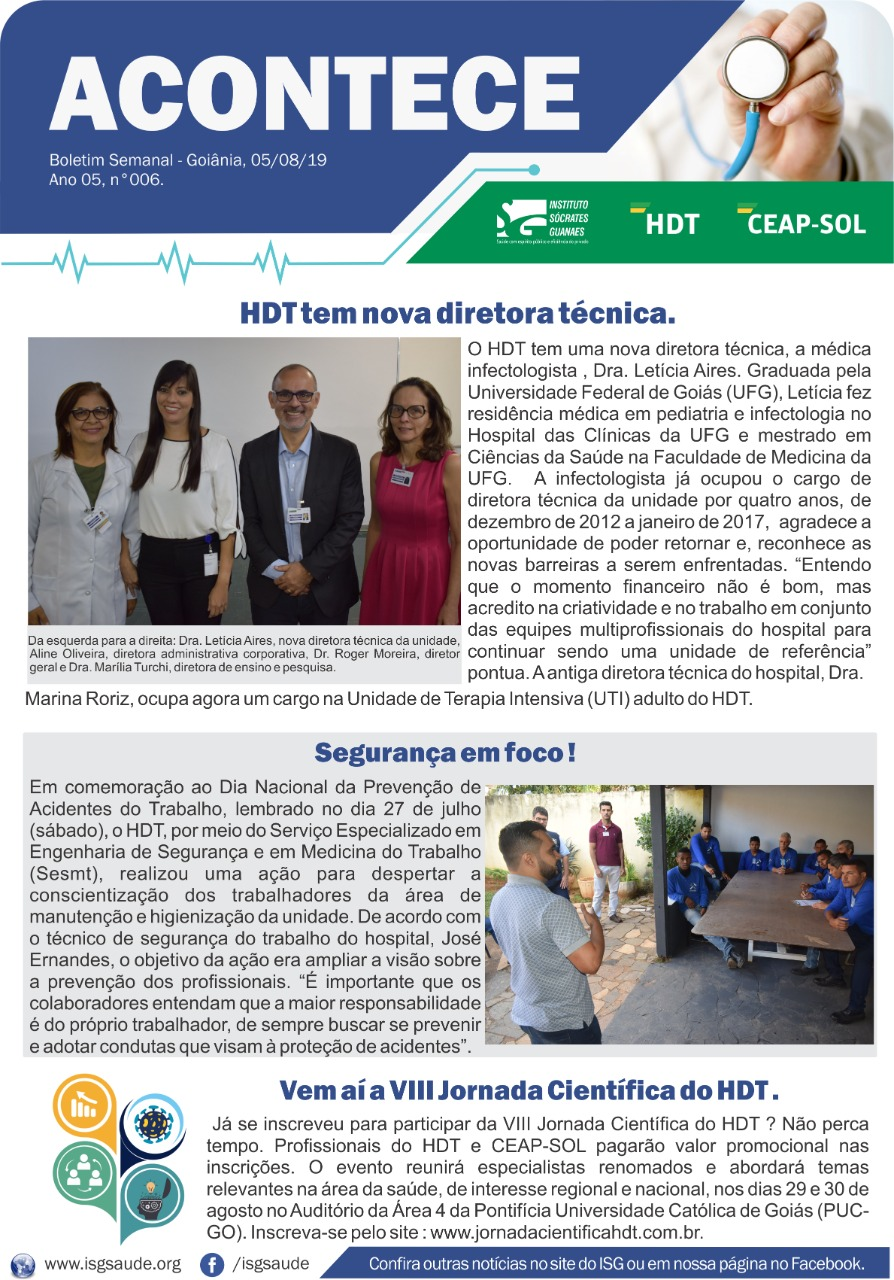 ACONTECE
Boletim Semanal - Goiânia, 05/08/19
Ano 05, n°006.
INSTITUTO
SÓCRATES
GUANAES
Saúde com espírito público e eficiência do privado
HDT
CEAP-SOL
HDT tem nova diretora técnica.
O HDT tem uma nova diretora técnica, a médica
infectologista , Dra. Letícia Aires. Graduada pela
Universidade Federal de Goiás (UFG), Letícia fez
residência médica em pediatria e infectologia no
Hospital das Clínicas da UFG e mestrado em
Ciências da Saúde na Faculdade de Medicina da
UFG. A infectologista já ocupou o cargo de
diretora técnica da unidade por quatro anos, de
dezembro de 2012 a janeiro de 2017, agradece a
oportunidade de poder retornar e, reconhece as
novas barreiras a serem enfrentadas. “Entendo
que o momento financeiro não é bom, mas
acredito na criatividade e no trabalho em conjunto
das equipes multiprofissionais do hospital para
continuar sendo uma unidade de referência”
pontua. A antiga diretora técnica do hospital, Dra.
Marina Roriz, ocupa agora um cargo na Unidade de Terapia Intensiva (UTI) adulto do HDT.
Da esquerda para a direita: Dra. Leticia Aires, nova diretora técnica da unidade,
Aline Oliveira, diretora administrativa corporativa, Dr. Roger Moreira, diretor
geral e Dra. Marília Turchi, diretora de ensino e pesquisa.
Segurança em foco !
Em comemoração ao Dia Nacional da Prevenção de
Acidentes do Trabalho, lembrado no dia 27 de julho
(sábado), o HDT, por meio do Serviço Especializado em
Engenharia de Segurança e em Medicina do Trabalho
(Sesmt), realizou uma ação para despertar a
conscientização dos trabalhadores da área de
manutenção e higienização da unidade. De acordo com
o técnico de segurança do trabalho do hospital, José
Ernandes, o objetivo da ação era ampliar a visão sobre
a prevenção dos profissionais. “É importante que os
colaboradores entendam que a maior responsabilidade
é do próprio trabalhador, de sempre buscar se prevenir
e adotar condutas que visam à proteção de acidentes”.
Vem aí a VIII Jornada Científica do HDT .
Já se inscreveu para participar da VIII Jornada Científica do HDT ? Não perca
tempo. Profissionais do HDT e CEAP-SOL pagarão valor promocional nas
inscrições. O evento reunirá especialistas renomados e abordará temas
relevantes na área da saúde, de interesse regional e nacional, nos dias 29 e 30 de
agosto no Auditório da Área 4 da Pontifícia Universidade Católica de Goiás (PUC-
GO). Inscreva-se pelo site : www.jornadacientificahdt.com.br.
www.isgsaude.org
/isgsaude
Confira outras notícias no site do ISG ou em nossa página no Facebook.